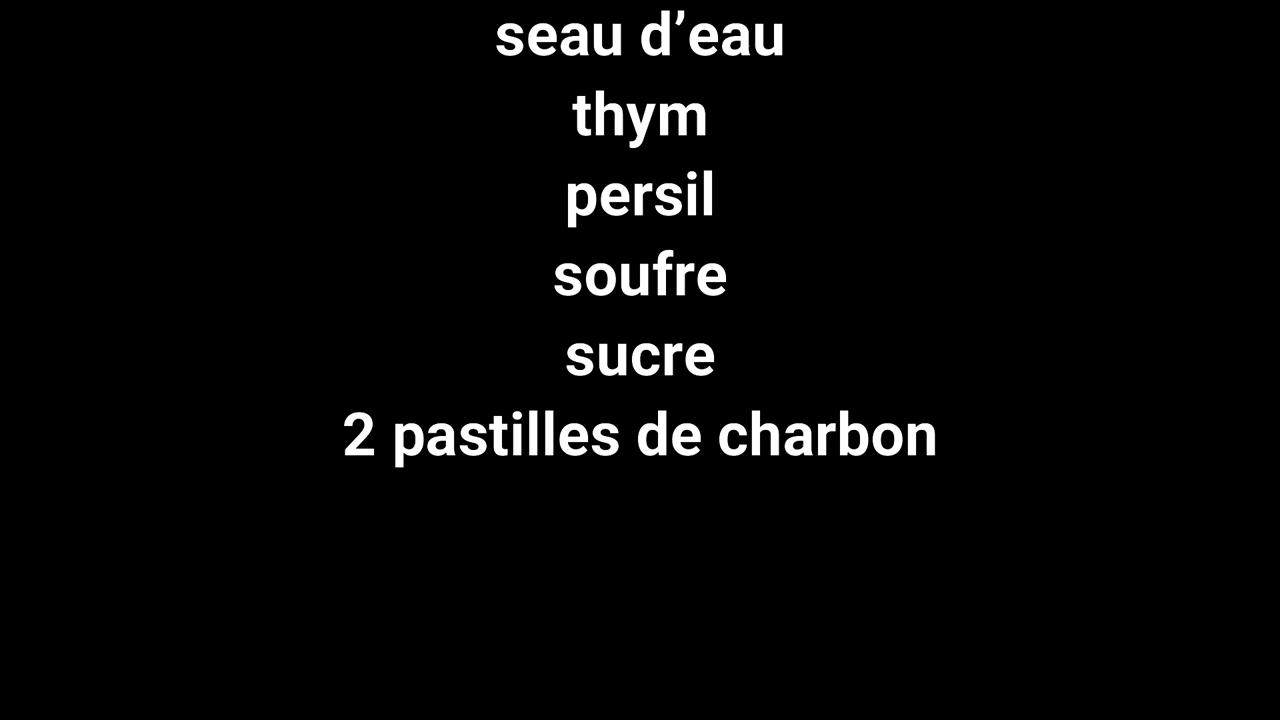 seau d’eau
thym
persil
soufre
sucre
2 pastilles de charbon